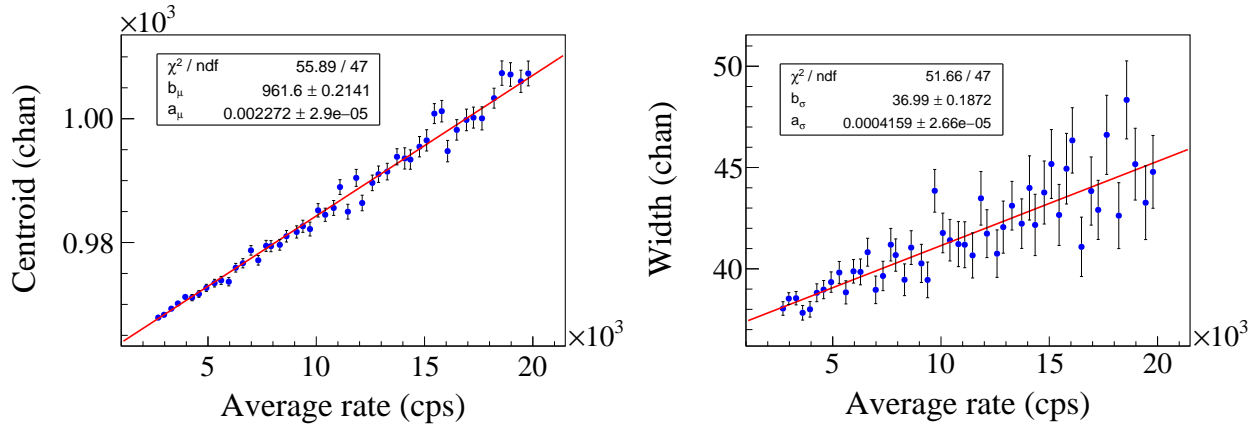 ×10³
χ² / ndf 55.89 / 47
b_μ 961.6 ± 0.2141
a_μ 0.002272 ± 2.9e−05
1.00
0.98
Centroid (chan)
5 10 15 20
×10³
Average rate (cps)
50
χ² / ndf 51.66 / 47
b_σ 36.99 ± 0.1872
a_σ 0.0004159 ± 2.66e−05
45
40
Width (chan)
5 10 15 20
×10³
Average rate (cps)